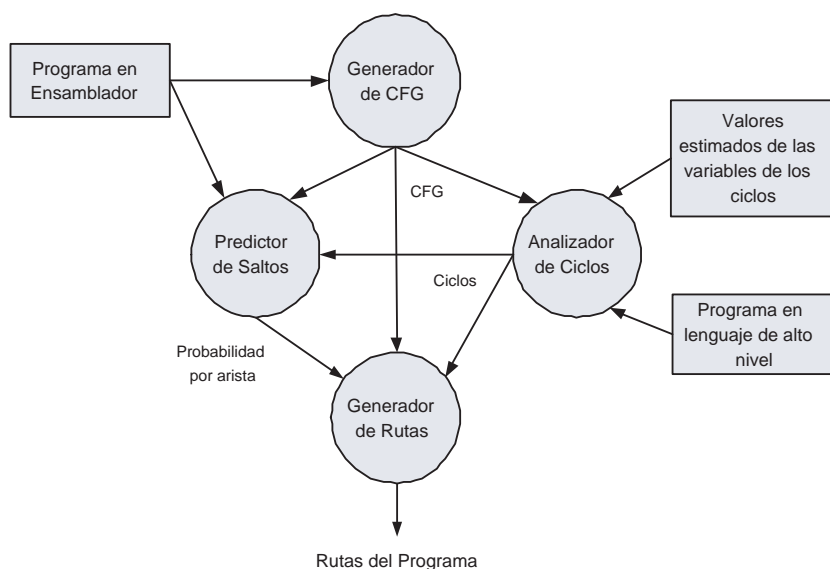 Programa en
Ensamblador
Generador
de CFG
Valores
estimados de las
variables de los
ciclos
CFG
Predictor
de Saltos
Analizador
de Ciclos
Ciclos
Programa en
lenguaje de alto
nivel
Probabilidad
por arista
Generador
de Rutas
Rutas del Programa